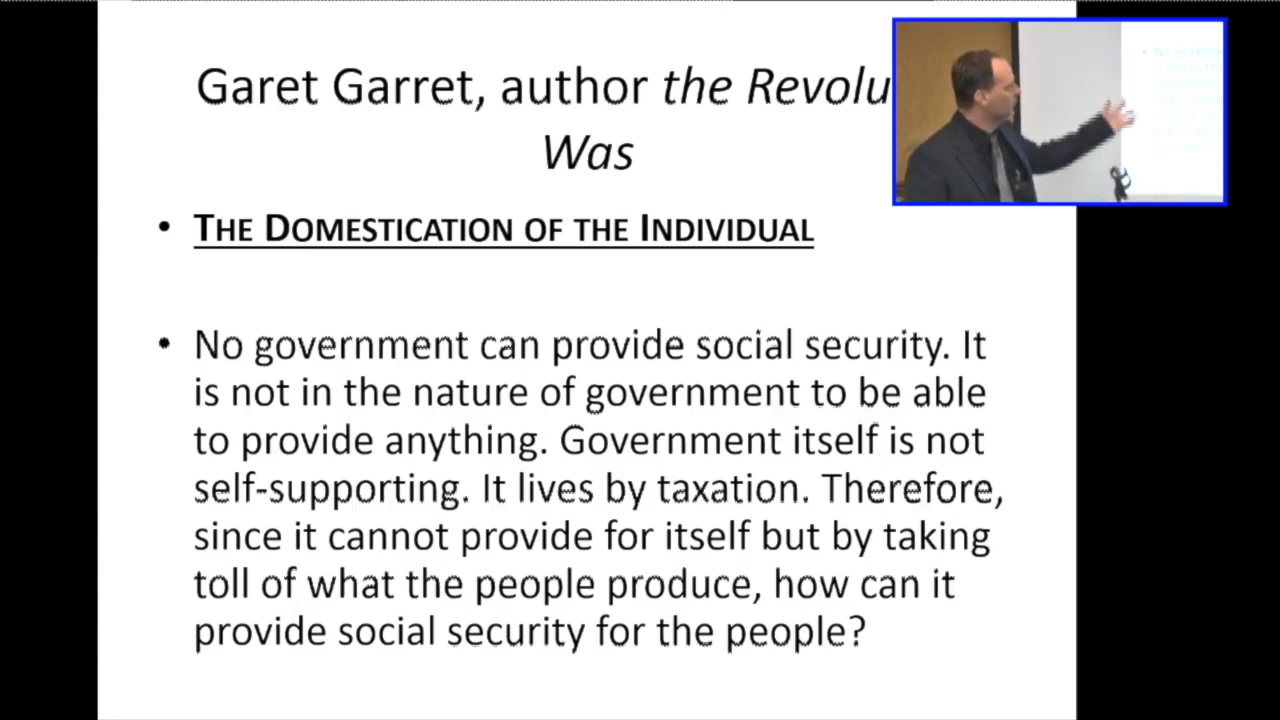 Garet Garret, author the Revolu
Was
• THE DOMESTICATION OF THE INDIVIDUAL
• No government can provide social security. It
is not in the nature of government to be able
to provide anything. Government itself is not
self-supporting. It lives by taxation. Therefore,
since it cannot provide for itself but by taking
toll of what the people produce, how can it
provide social security for the people?